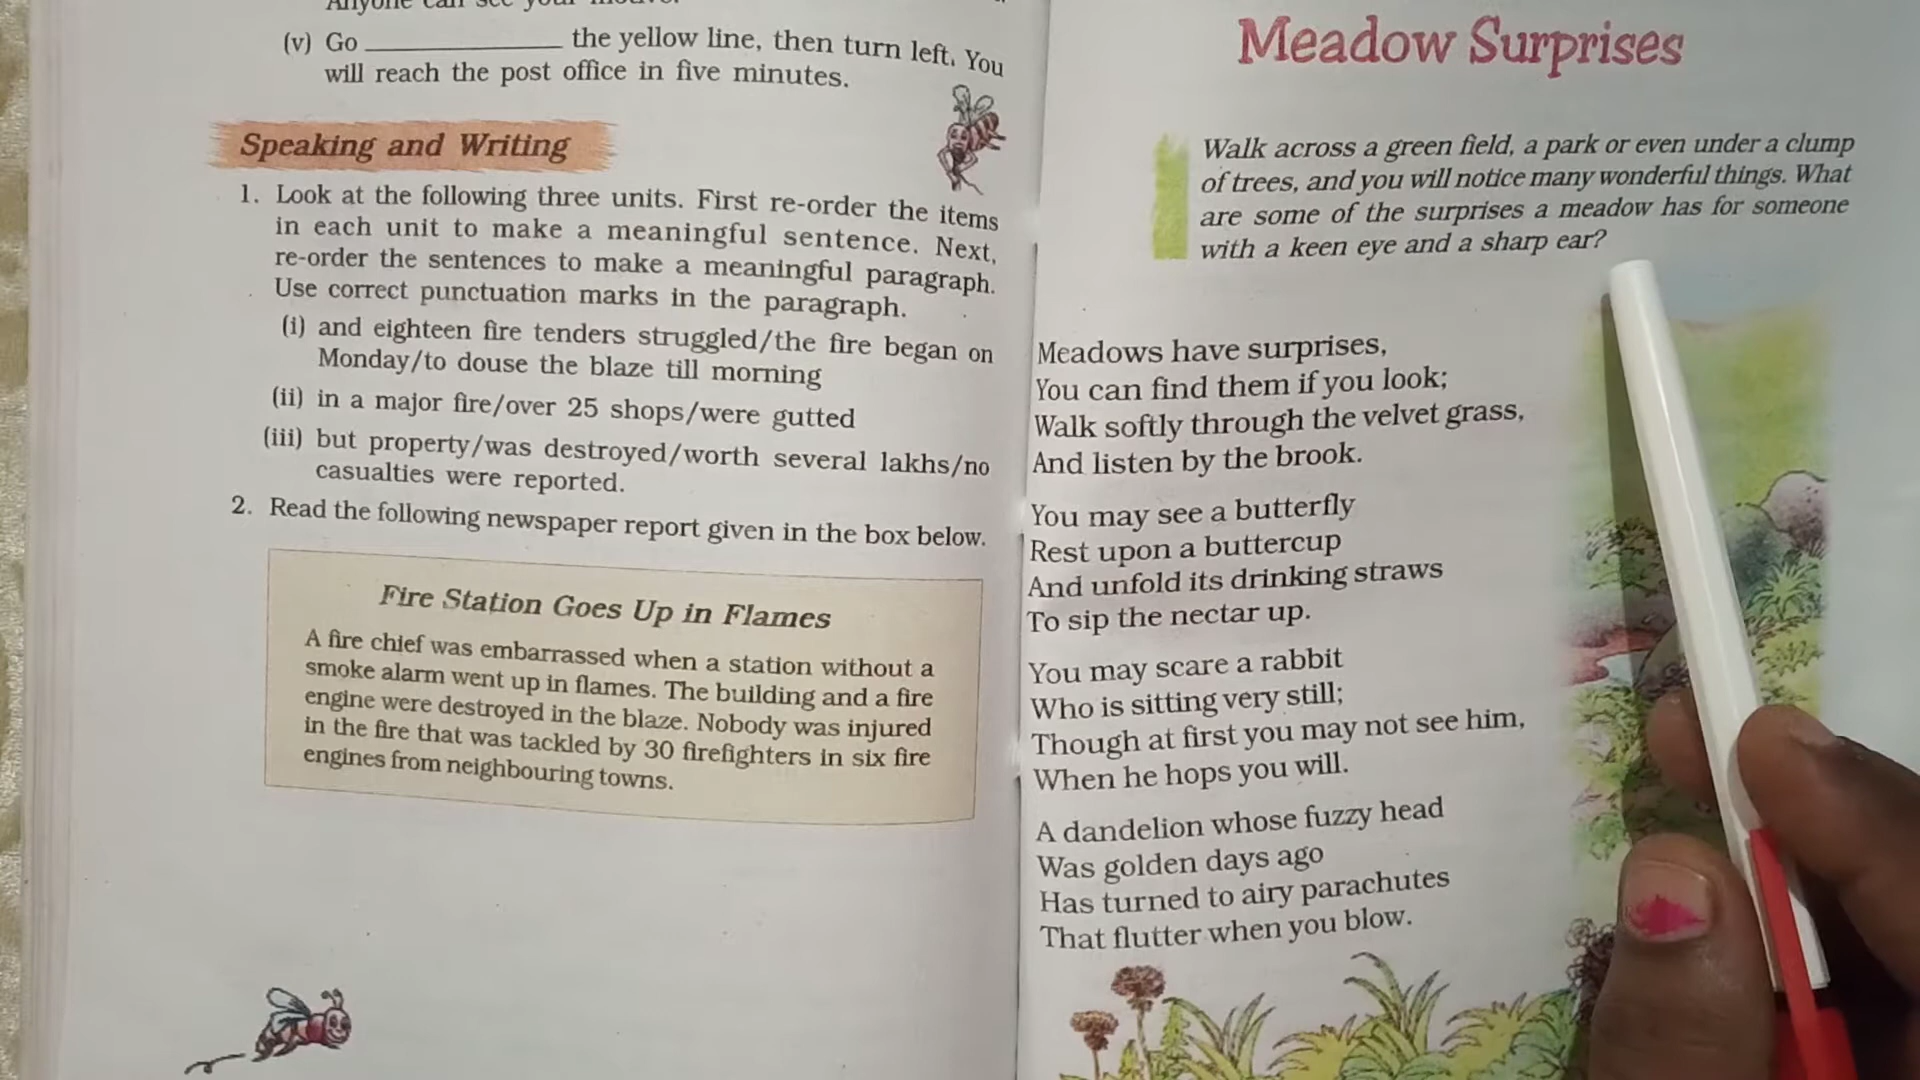 Anyone can see your
(v) Go ____________ the yellow line, then turn left. You
will reach the post office in five minutes.
Speaking and Writing
1. Look at the following three units. First re-order the items
in each unit to make a meaningful sentence. Next,
re-order the sentences to make a meaningful paragraph.
Use correct punctuation marks in the paragraph.
(i) and eighteen fire tenders struggled/the fire began on
Monday/to douse the blaze till morning
(ii) in a major fire/over 25 shops/were gutted
(iii) but property/was destroyed/worth several lakhs/no
casualties were reported.
2. Read the following newspaper report given in the box below.
Fire Station Goes Up in Flames
A fire chief was embarrassed when a station without a
smoke alarm went up in flames. The building and a fire
engine were destroyed in the blaze. Nobody was injured
in the fire that was tackled by 30 firefighters in six fire
engines from neighbouring towns.
Meadow Surprises
Walk across a green field, a park or even under a clump
of trees, and you will notice many wonderful things. What
are some of the surprises a meadow has for someone
with a keen eye and a sharp ear?
Meadows have surprises,
You can find them if you look;
Walk softly through the velvet grass,
And listen by the brook.
You may see a butterfly
Rest upon a buttercup
And unfold its drinking straws
To sip the nectar up.
You may scare a rabbit
Who is sitting very still;
Though at first you may not see him,
When he hops you will.
A dandelion whose fuzzy head
Was golden days ago
Has turned to airy parachutes
That flutter when you blow.